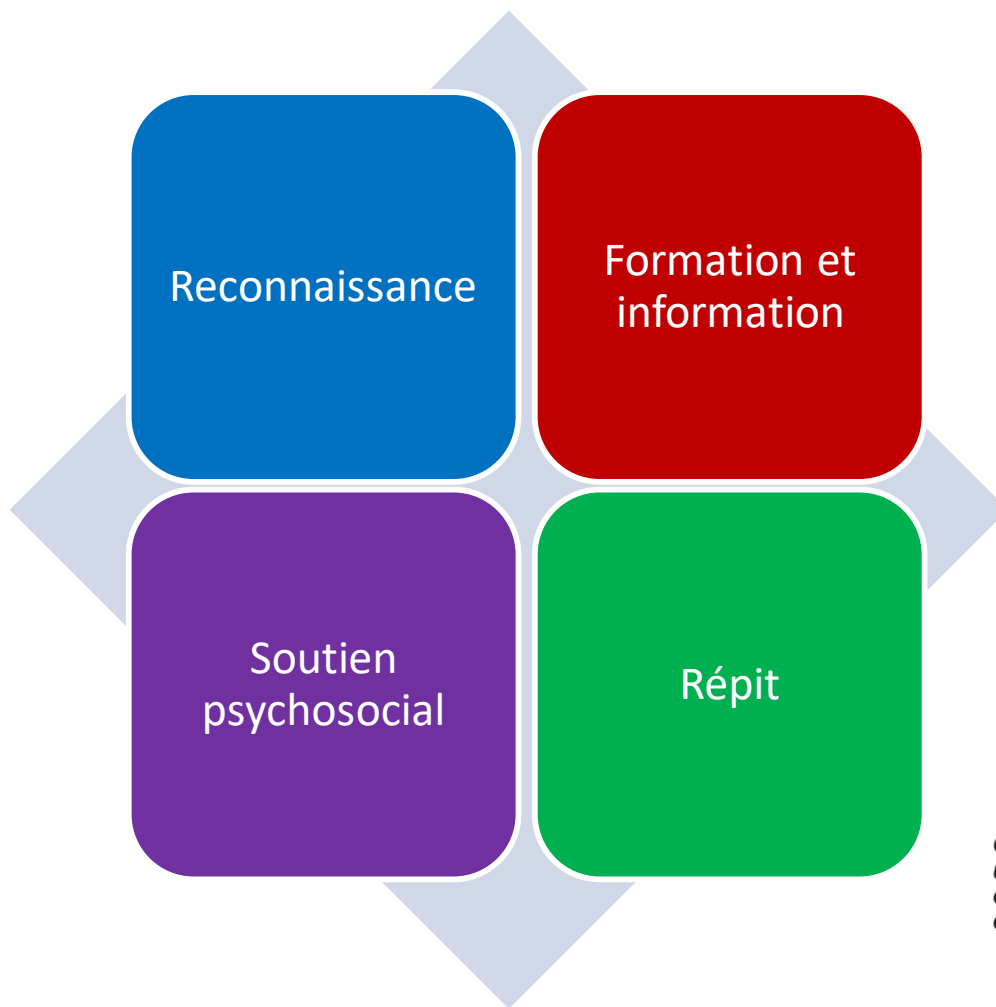 Reconnaissance
Formation et
information
Soutien
psychosocial
Répit